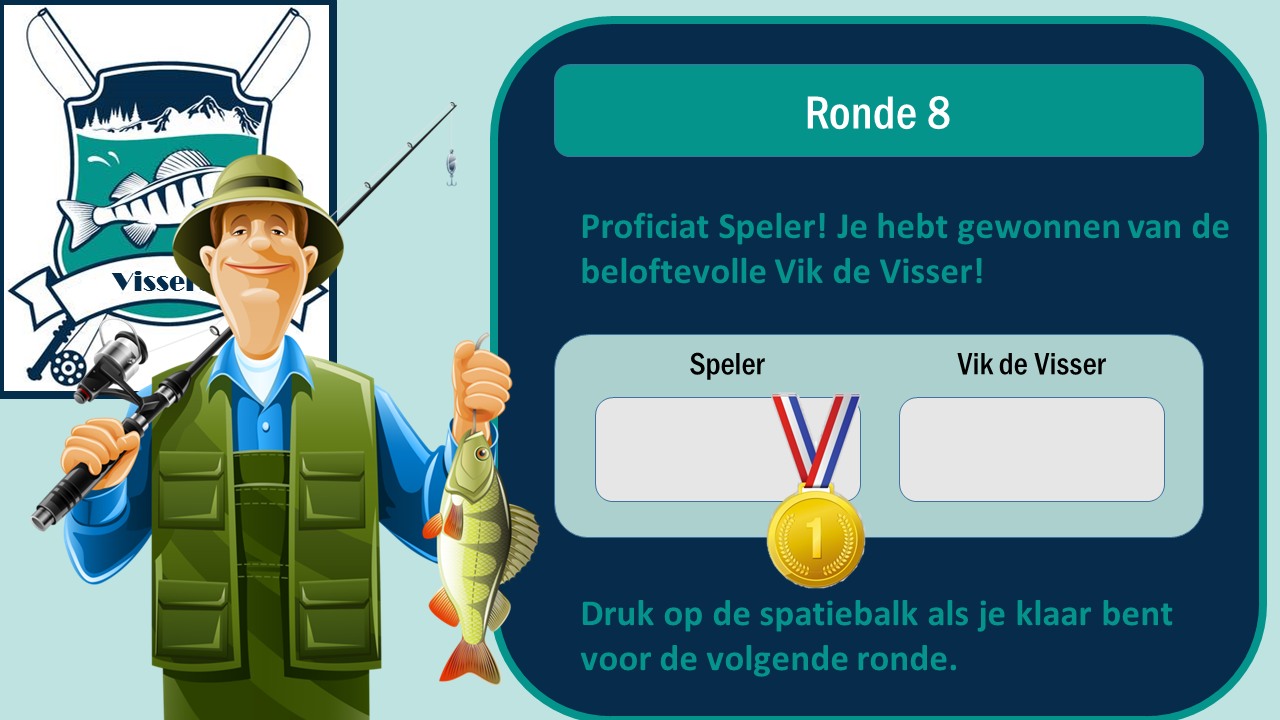 Ronde 8
Proficiat Speler! Je hebt gewonnen van de
beloftevolle Vik de Visser!
Speler
Vik de Visser
1
Druk op de spatiebalk als je klaar bent
voor de volgende ronde.